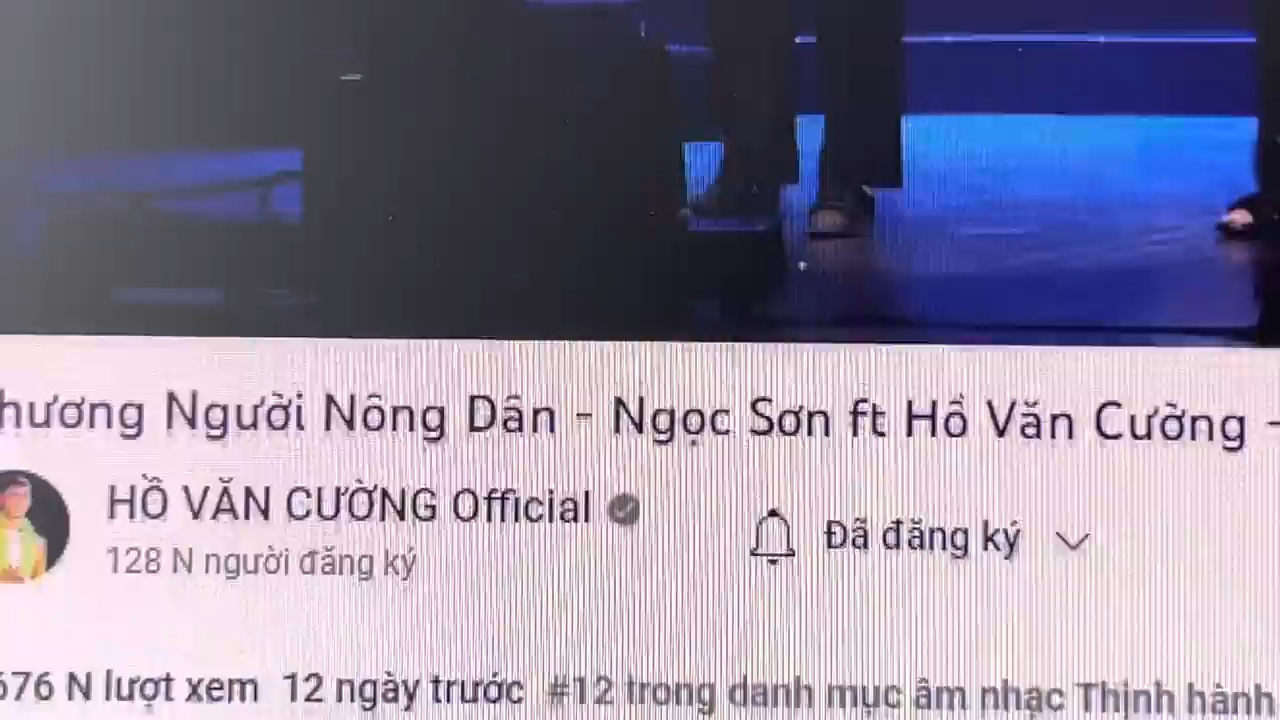 hương Người Nông Dân - Ngọc Sơn ft Hồ Văn Cường -
HỒ VĂN CƯỜNG Official
128 N người đăng ký
Đã đăng ký
676 N lượt xem 12 ngày trước #12 trong danh mục âm nhạc Thịnh hành